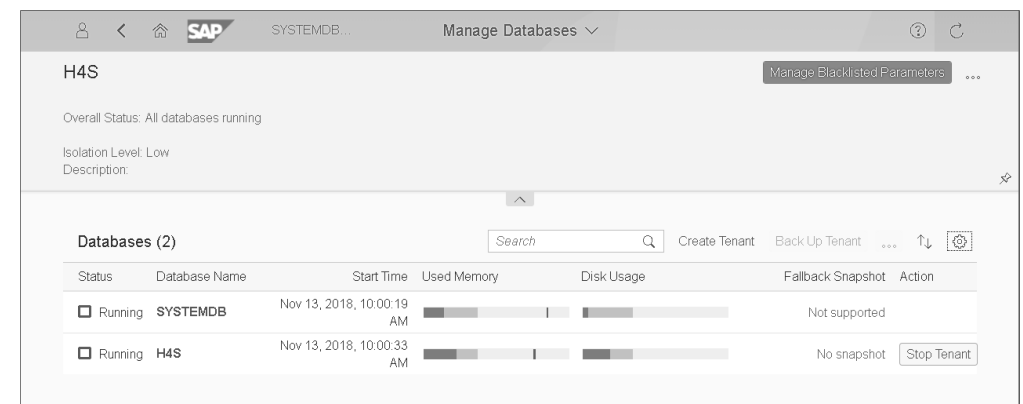 SAP SYSTEMDB... Manage Databases
H4S Manage Blacklisted Parameters ...
Overall Status: All databases running
Isolation Level: Low
Description:
Databases (2) Search Create Tenant Back Up Tenant ...
Status Database Name Start Time Used Memory Disk Usage Fallback Snapshot Action
Running SYSTEMDB Nov 13, 2018, 10:00:19 Not supported
AM
Running H4S Nov 13, 2018, 10:00:33 No snapshot Stop Tenant
AM